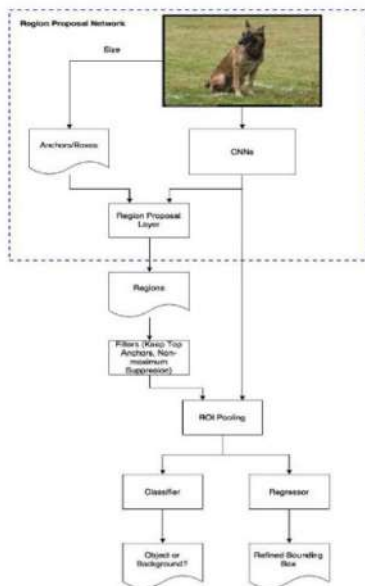 Region Proposal Network
Size
Anchors/Boxes
CNNs
Region Proposal
Layer
Regions
Filters (Keep Top
Anchors, Non-
maximum
Suppression)
ROI Pooling
Classifier
Regressor
Object or
Background?
Refined Bounding
Box